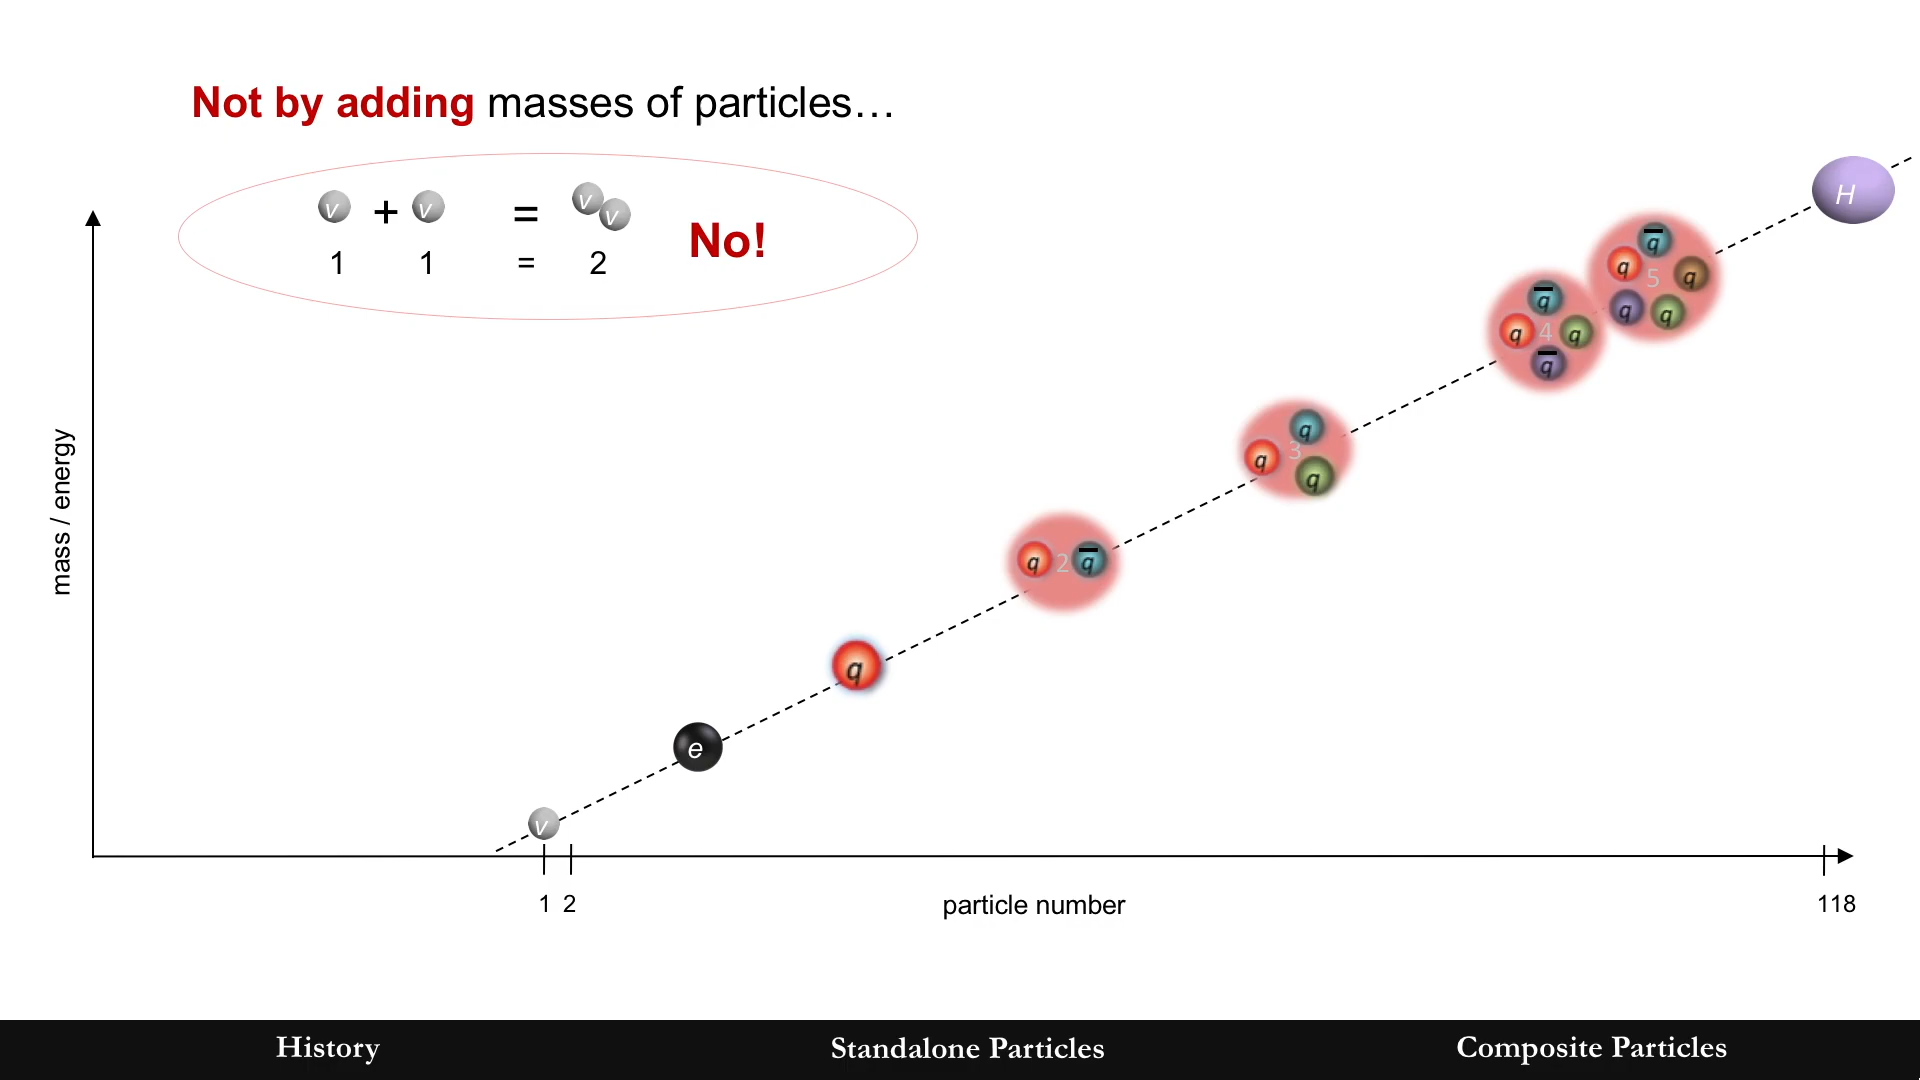 Not by adding masses of particles…
v + v = v v
1 1 = 2
No!
H
q̅ q 5 q q q
q̅ q 4 q q̅
q 3 q q
q 2 q̅
q
e
v
mass / energy
1 2 118
particle number
History Standalone Particles Composite Particles